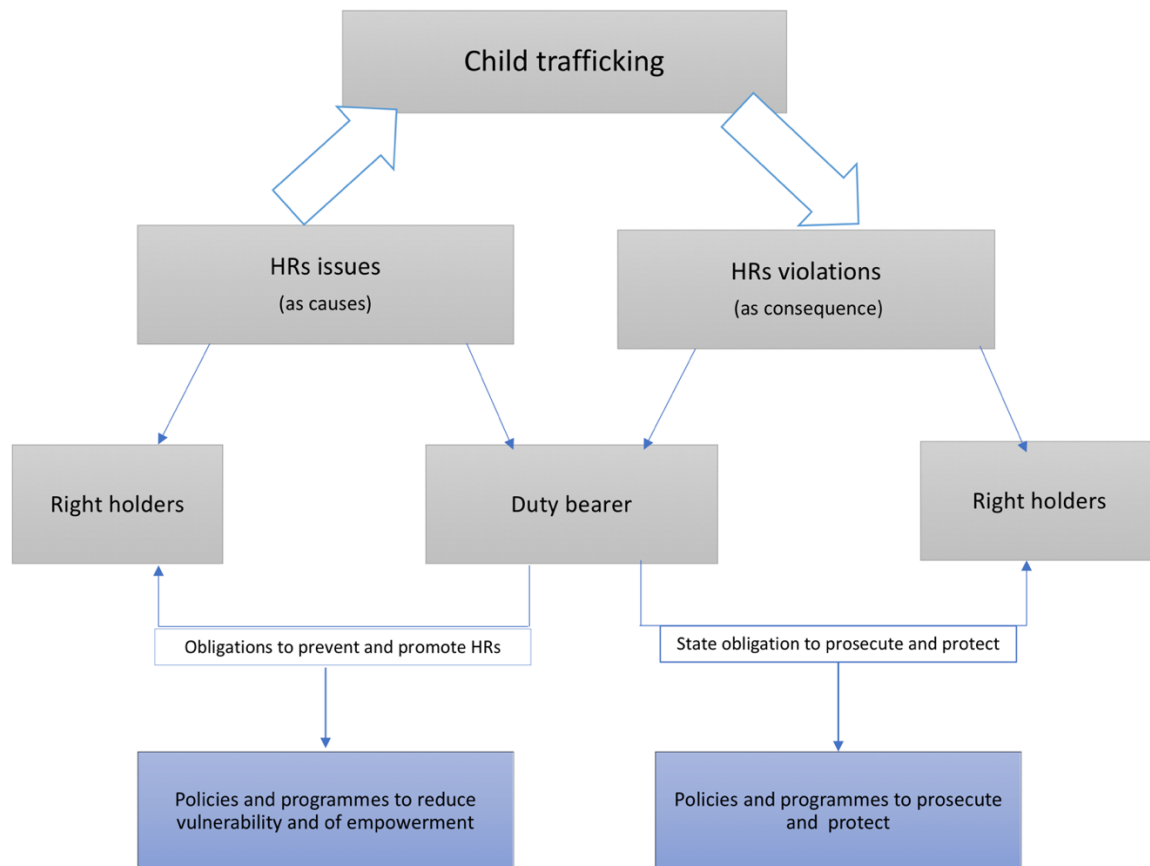 Child trafficking
HRs issues
(as causes)
HRs violations
(as consequence)
Right holders
Duty bearer
Right holders
Obligations to prevent and promote HRs
State obligation to prosecute and protect
Policies and programmes to reduce
vulnerability and of empowerment
Policies and programmes to prosecute
and protect